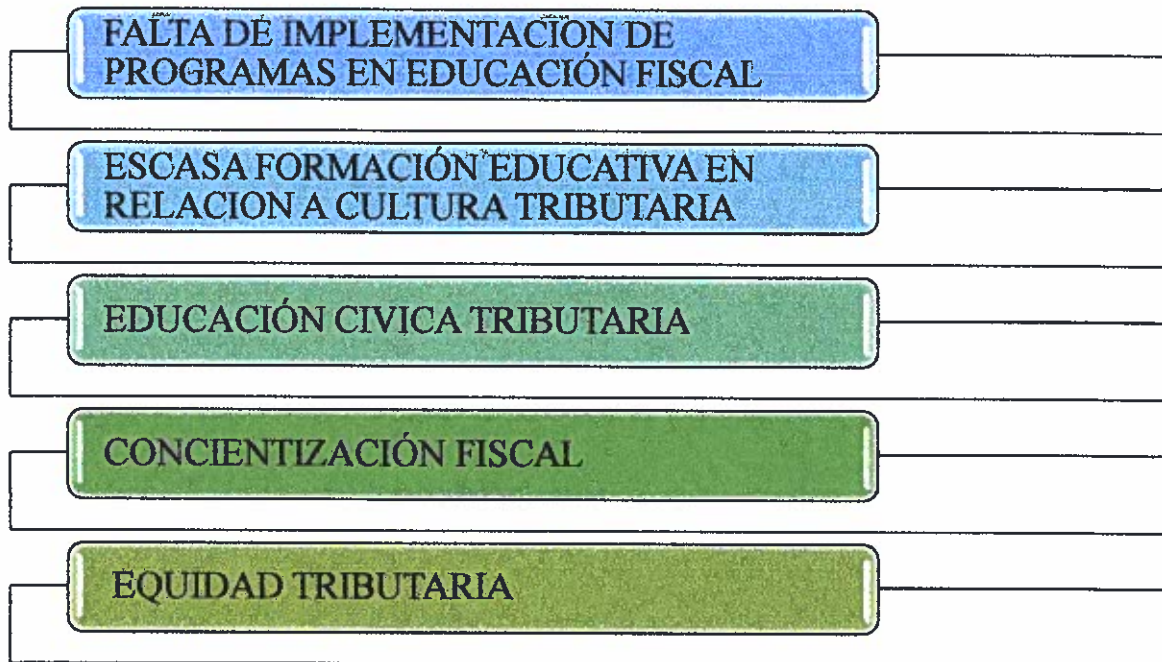 FALTA DE IMPLEMENTACION DE
PROGRAMAS EN EDUCACIÓN FISCAL
ESCASA FORMACIÓN EDUCATIVA EN
RELACION A CULTURA TRIBUTARIA
EDUCACIÓN CIVICA TRIBUTARIA
CONCIENTIZACIÓN FISCAL
EQUIDAD TRIBUTARIA